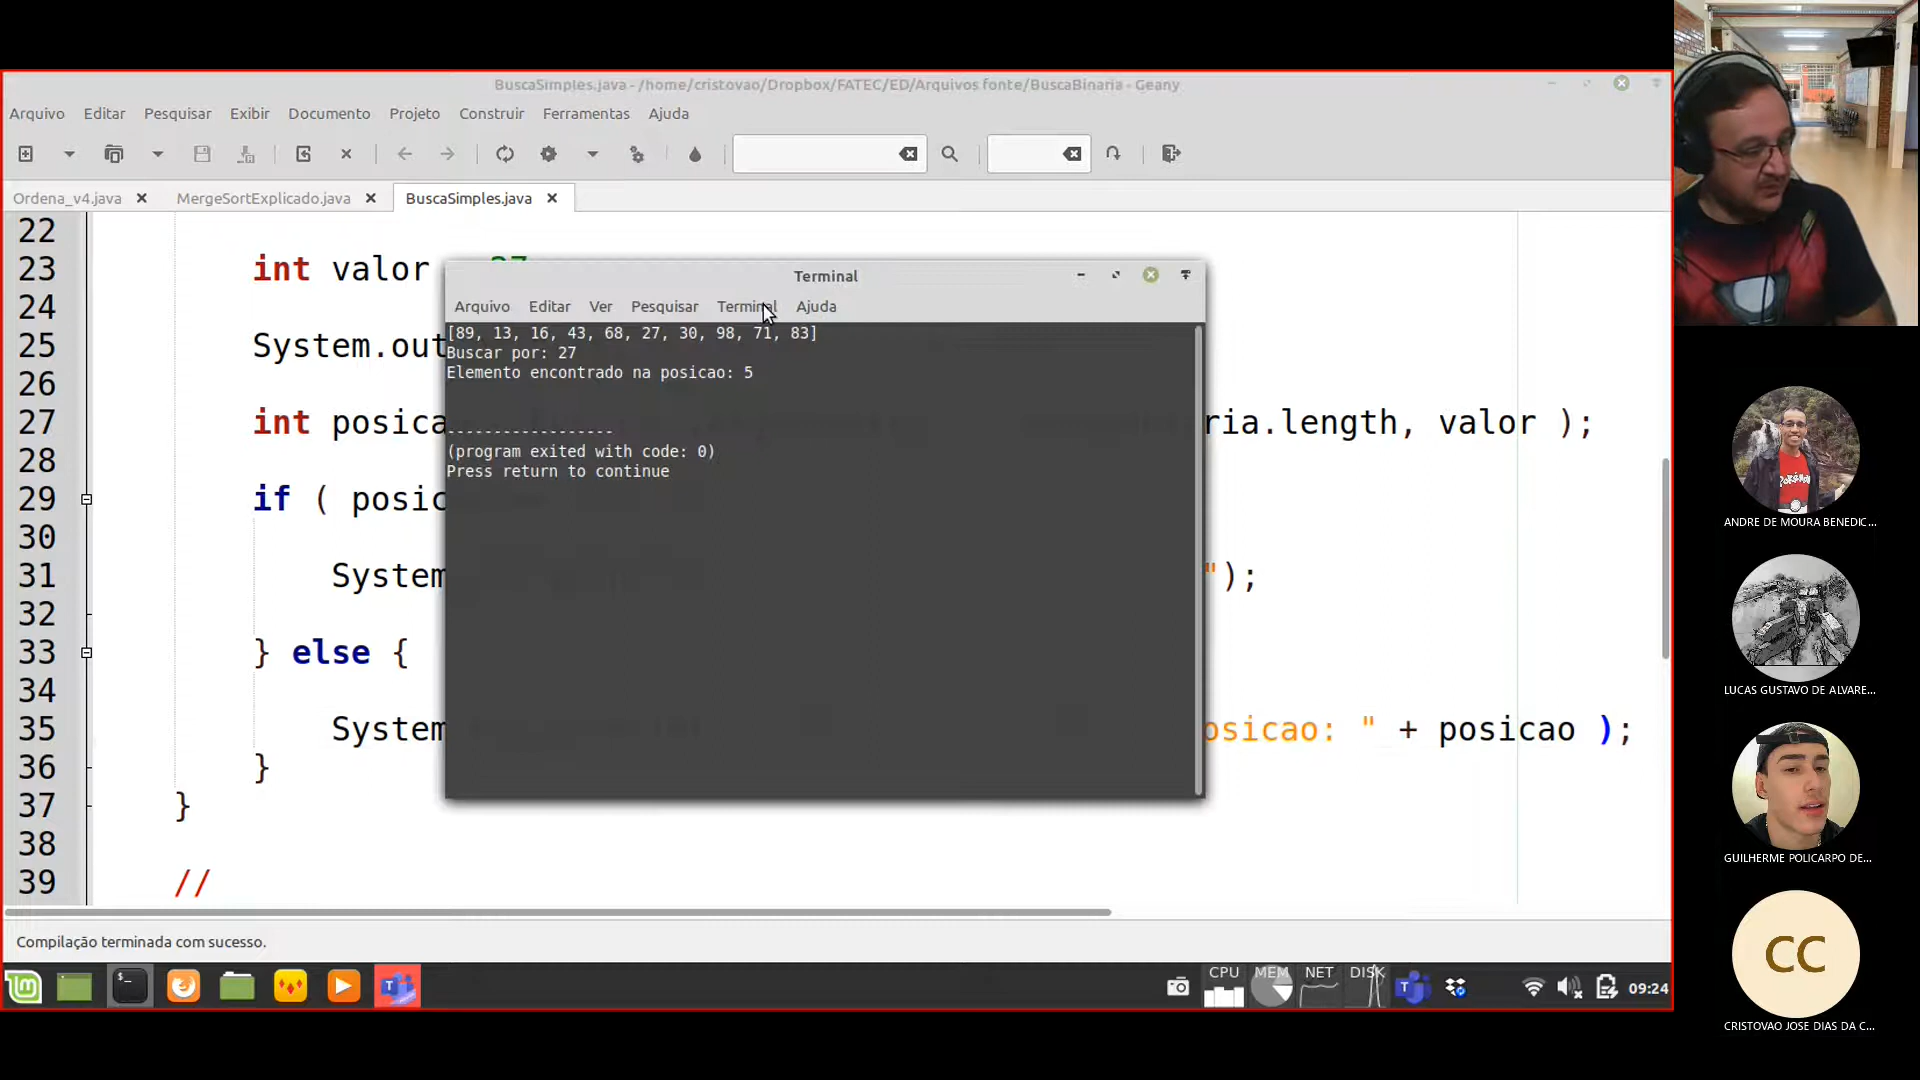 BuscaSimples.java - /home/cristovao/Dropbox/FATEC/ED/Arquivos fonte/BuscaBinaria - Geany
Arquivo Editar Pesquisar Exibir Documento Projeto Construir Ferramentas Ajuda
Ordena_v4.java MergeSortExplicado.java BuscaSimples.java
22
23 int valor 27
24
25 System.out
26
27 int posica ria.length, valor );
28
29 if ( posic
30
31 System ");
32
33 } else {
34
35 System osicao: " + posicao );
36 }
37 }
38
39 //
Terminal
Arquivo Editar Ver Pesquisar Terminal Ajuda
[89, 13, 16, 43, 68, 27, 30, 98, 71, 83]
Buscar por: 27
Elemento encontrado na posicao: 5
------------------
(program exited with code: 0)
Press return to continue
Compilação terminada com sucesso.
CPU MEM NET DISK
09:24
ANDRE DE MOURA BENEDIC...
LUCAS GUSTAVO DE ALVARE...
GUILHERME POLICARPO DE...
CC
CRISTOVAO JOSE DIAS DA C...